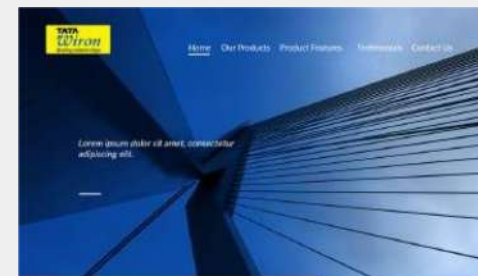 TATA
Wiron
Home Our Products Product Features Testimonials Contact Us
Lorem ipsum dolor sit amet, consectetur
adipiscing elit.